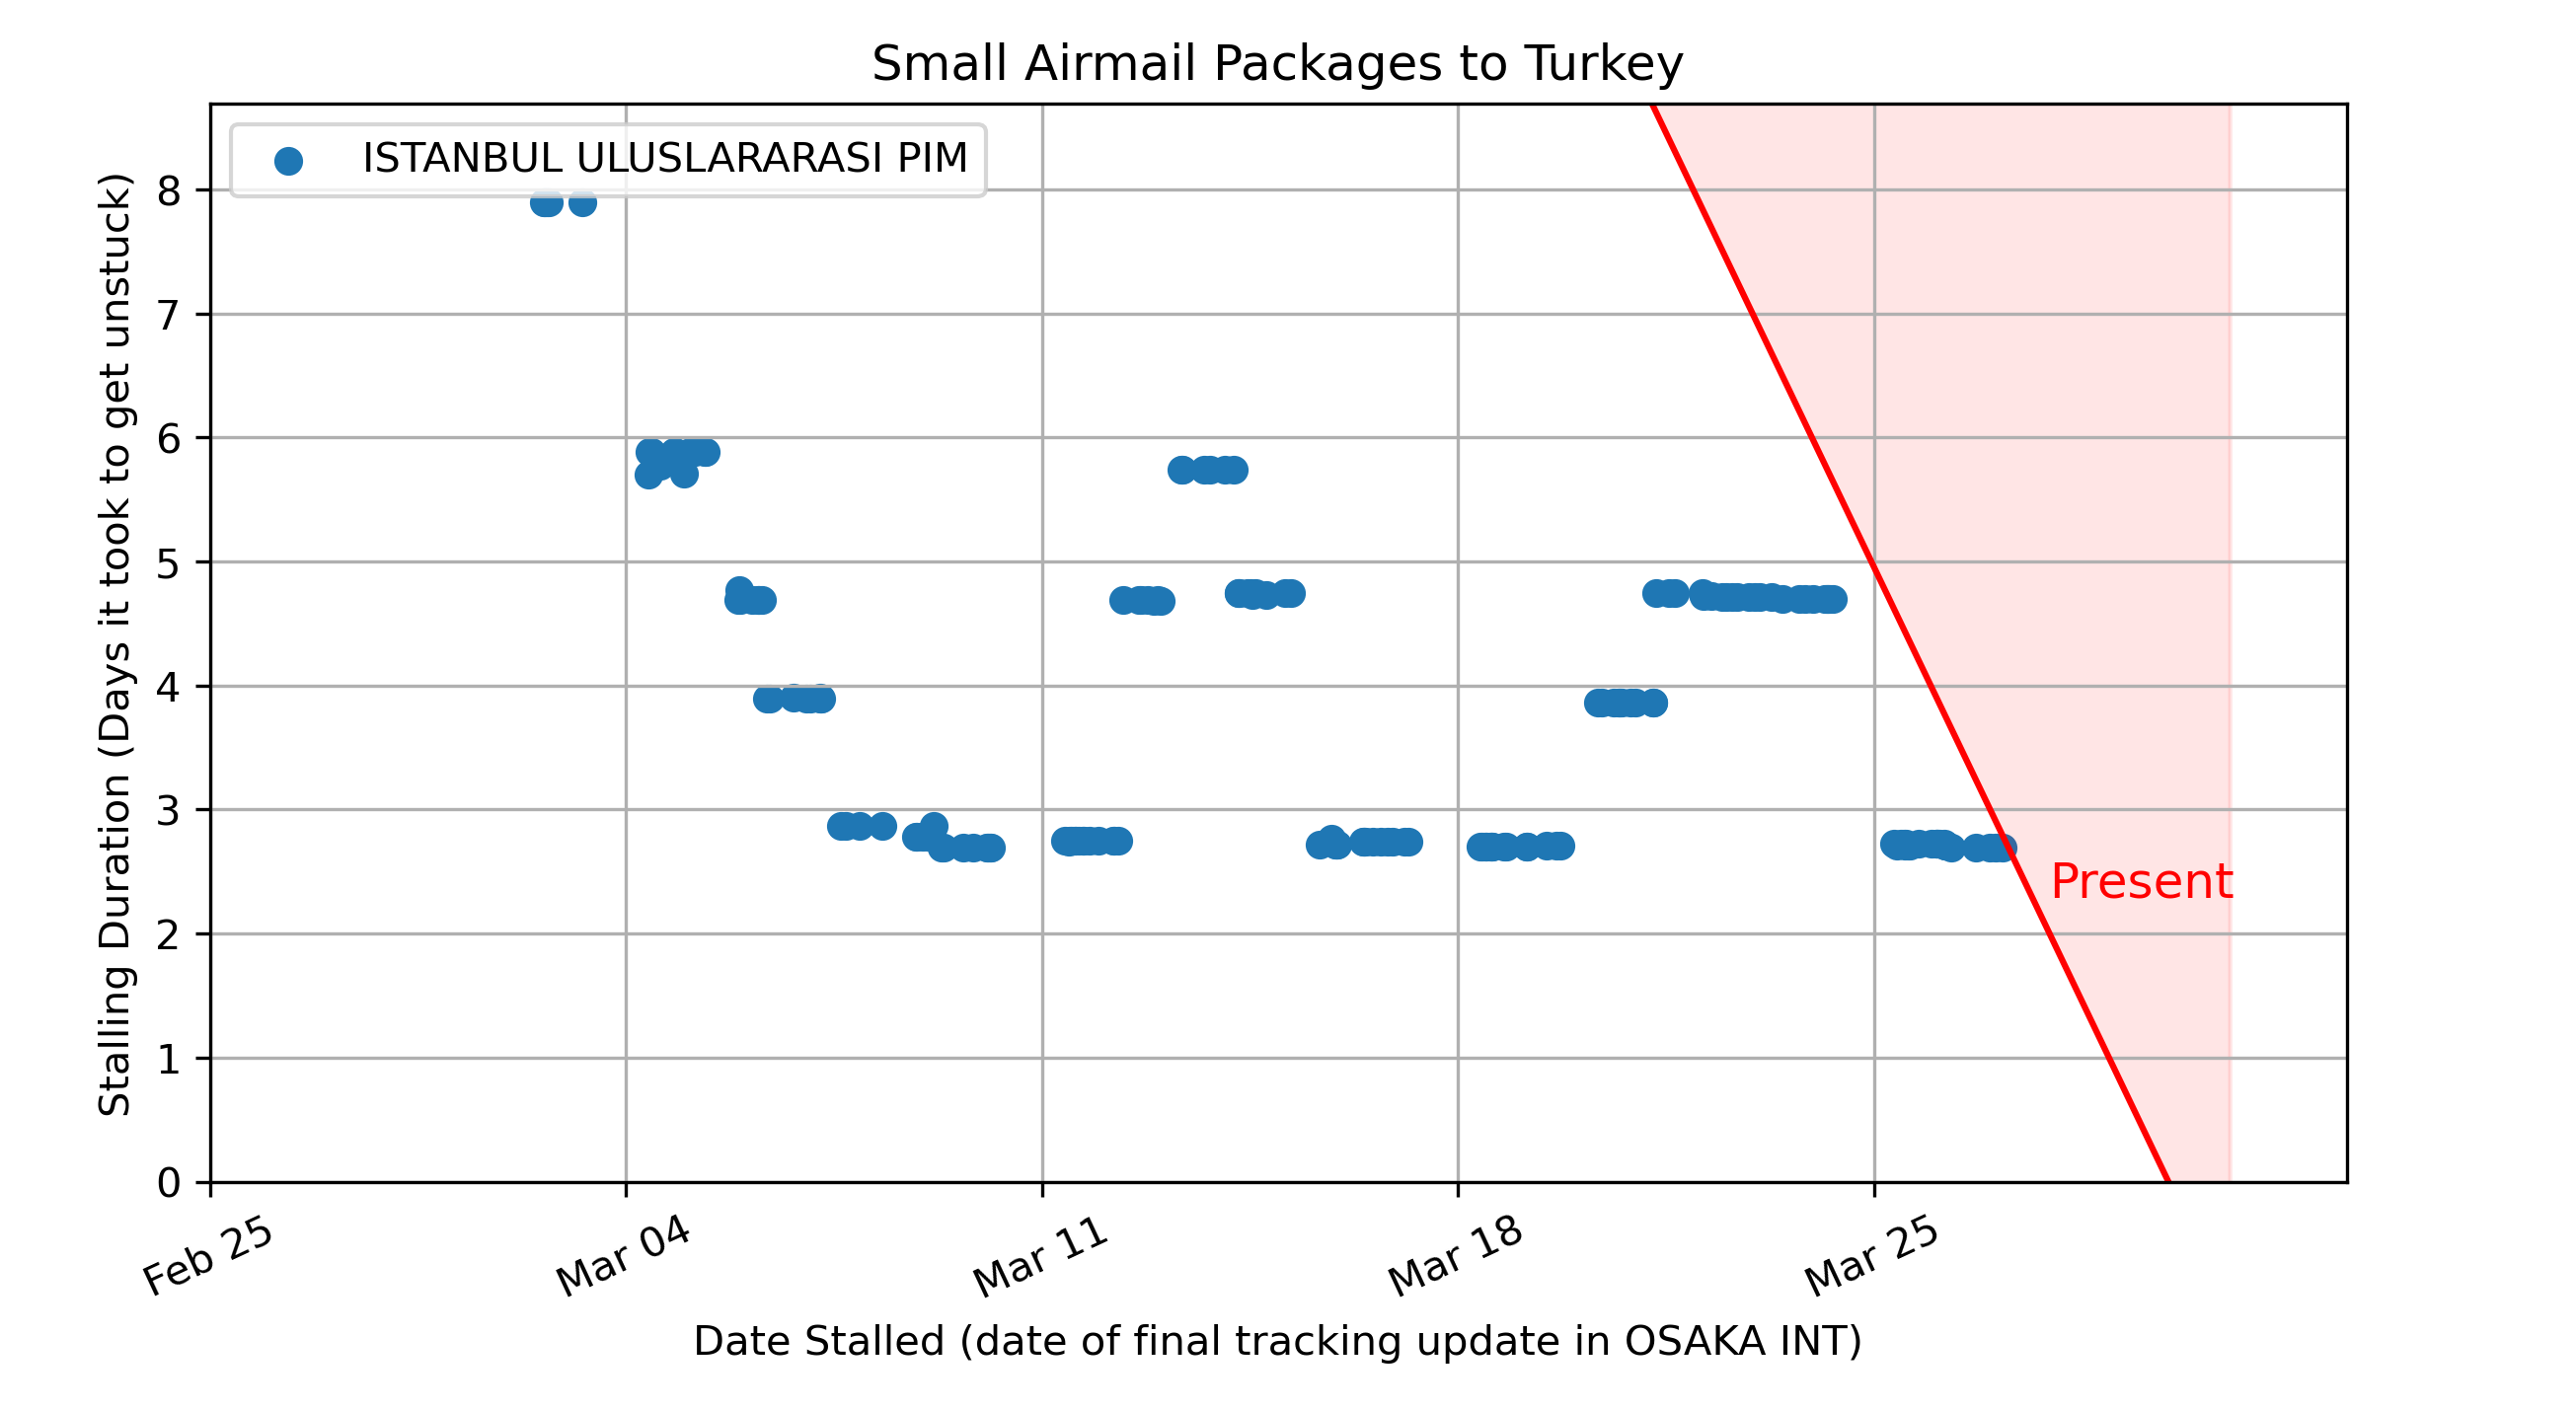 Small Airmail Packages to Turkey
ISTANBUL ULUSLARARASI PIM
Stalling Duration (Days it took to get unstuck)
8
7
6
5
4
3
2
1
0
Present
Feb 25
Mar 04
Mar 11
Mar 18
Mar 25
Date Stalled (date of final tracking update in OSAKA INT)